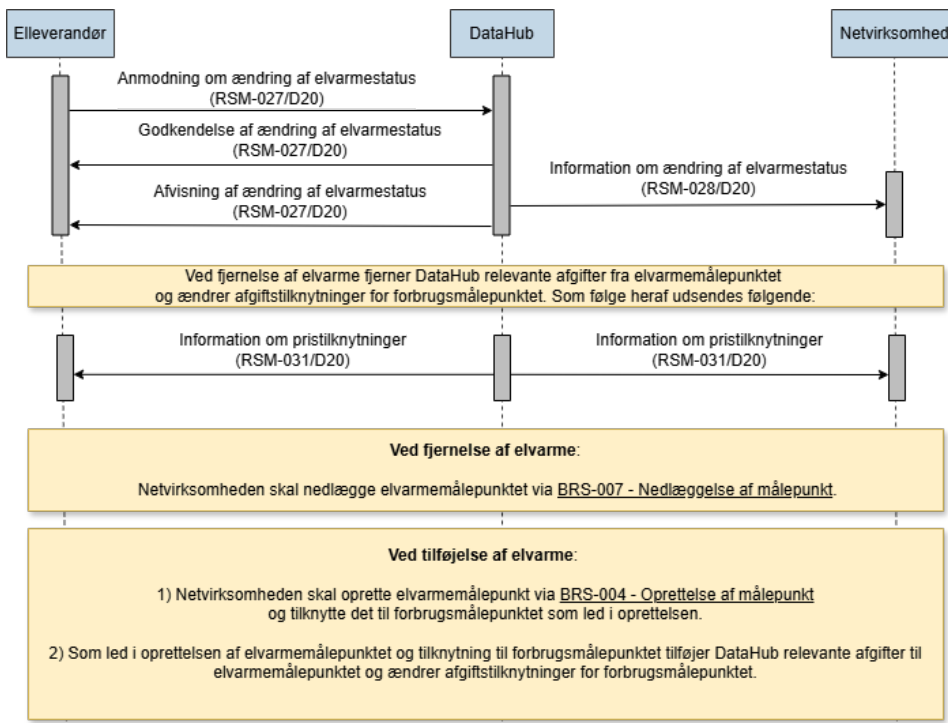 Elleverandør
DataHub
Netvirksomhed
Anmodning om ændring af elvarmestatus
(RSM-027/D20)
Godkendelse af ændring af elvarmestatus
(RSM-027/D20)
Information om ændring af elvarmestatus
(RSM-028/D20)
Afvisning af ændring af elvarmestatus
(RSM-027/D20)
Ved fjernelse af elvarme fjerner DataHub relevante afgifter fra elvarmemålepunktet
og ændrer afgiftstilknytninger for forbrugsmålepunktet. Som følge heraf udsendes følgende:
Information om pristilknytninger
(RSM-031/D20)
Information om pristilknytninger
(RSM-031/D20)
Ved fjernelse af elvarme:
Netvirksomheden skal nedlægge elvarmemålepunktet via BRS-007 - Nedlæggelse af målepunkt.
Ved tilføjelse af elvarme:
1) Netvirksomheden skal oprette elvarmemålepunkt via BRS-004 - Oprettelse af målepunkt
og tilknytte det til forbrugsmålepunktet som led i oprettelsen.
2) Som led i oprettelsen af elvarmemålepunktet og tilknytning til forbrugsmålepunktet tilføjer DataHub relevante afgifter til
elvarmemålepunktet og ændrer afgiftstilknytninger for forbrugsmålepunktet.